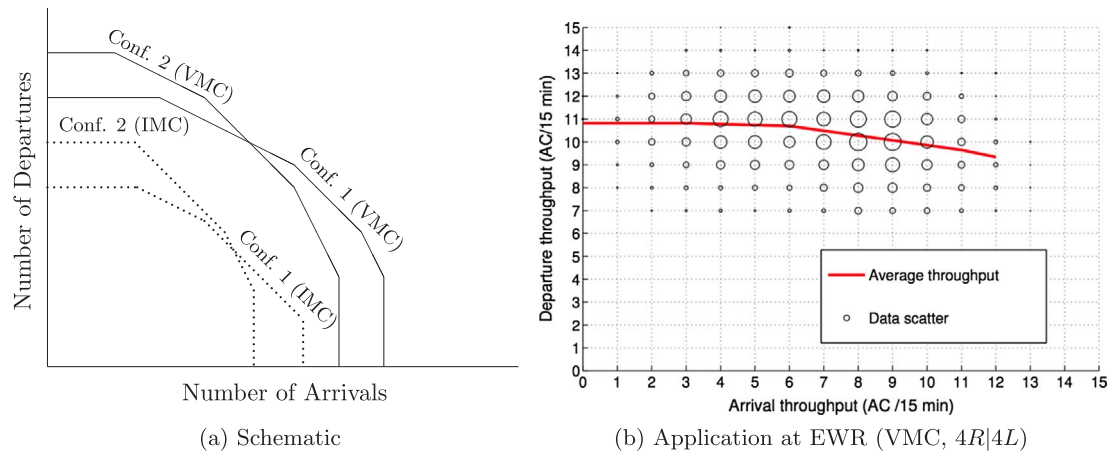 Number of Departures
Conf. 2 (VMC)
Conf. 2 (IMC)
Conf. 1 (VMC)
Conf. 1 (IMC)
Number of Arrivals
(a) Schematic
Departure throughput (AC/15 min)
15
14
13
12
11
10
9
8
7
6
5
4
3
2
1
0
Average throughput
Data scatter
0 1 2 3 4 5 6 7 8 9 10 11 12 13 14 15
Arrival throughput (AC /15 min)
(b) Application at EWR (VMC, 4R|4L)